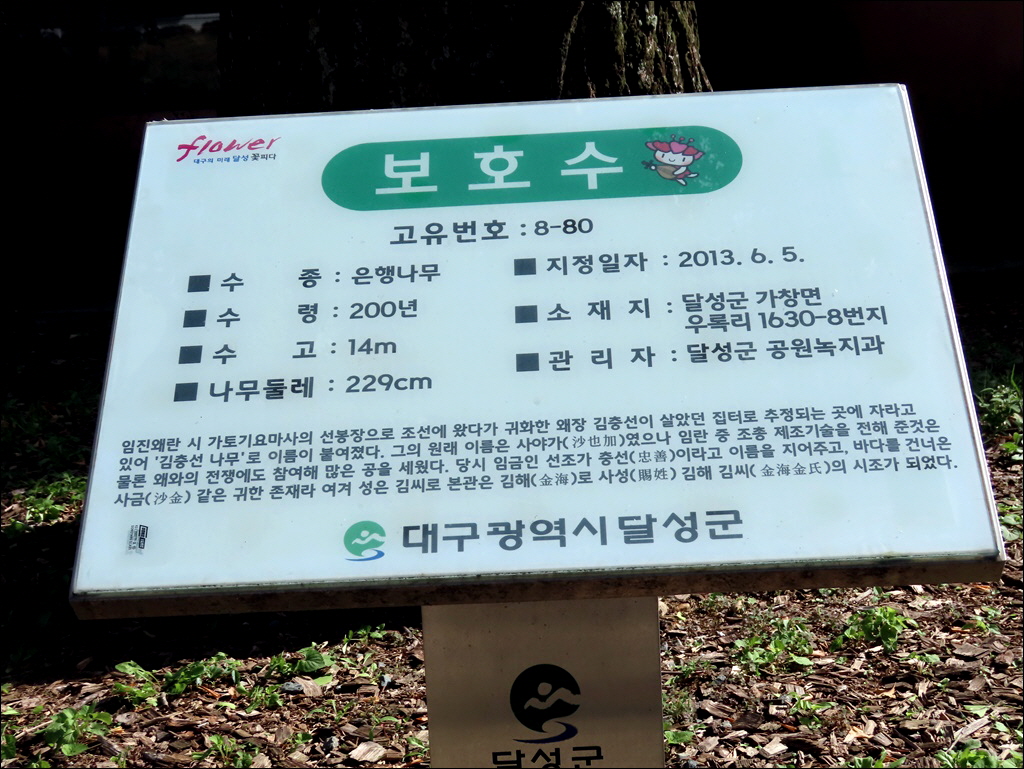 flower
대구의 미래 달성 꽃피다
보호수
고유번호 : 8-80
■ 수 종 : 은행나무
■ 수 령 : 200년
■ 수 고 : 14m
■ 나무둘레 : 229cm
■ 지정일자 : 2013. 6. 5.
■ 소 재 지 : 달성군 가창면
우록리 1630-8번지
■ 관 리 자 : 달성군 공원녹지과
임진왜란 시 가토기요마사의 선봉장으로 조선에 왔다가 귀화한 왜장 김충선이 살았던 집터로 추정되는 곳에 자라고
있어 '김충선 나무'로 이름이 붙여졌다. 그의 원래 이름은 사야가(沙也加)였으나 임란 중 조총 제조기술을 전해 준것은
물론 왜와의 전쟁에도 참여해 많은 공을 세웠다. 당시 임금인 선조가 충선(忠善)이라고 이름을 지어주고, 바다를 건너온
사금(沙金) 같은 귀한 존재라 여겨 성은 김씨로 본관은 김해(金海)로 사성(賜姓) 김해 김씨(金海金氏)의 시조가 되었다.
대구광역시달성군
달성군